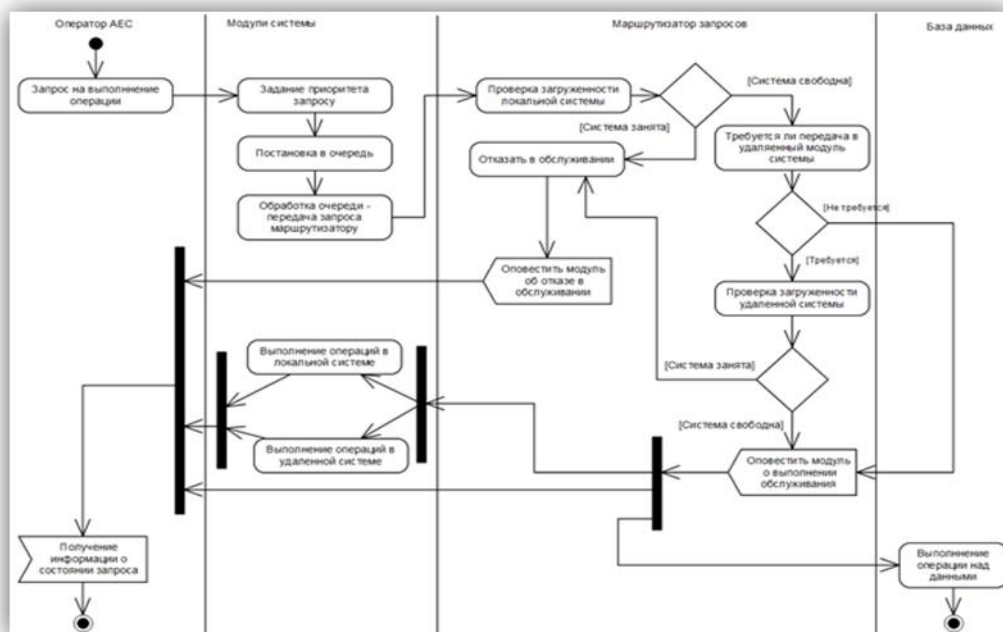 Оператор АЕС
Модули системы
Маршрутизатор запросов
База данных
Запрос на выполннение
операции
Задание приоритета
запросу
Постановка в очередь
Обработка очереди -
передача запроса
маршрутизатору
Проверка загруженности
локальной системы
[Система свободна]
[Система занята]
Отказать в обслуживании
Требуется ли передача в
удаляенный модуль
системы
[Не требуется]
[Требуется]
Оповестить модуль
об отказе в
обслуживании
Проверка загруженности
удаленной системы
[Система занята]
[Система свободна]
Выполнение операций в
локальной системе
Выполнение операций в
удаленной системе
Оповестить модуль
о выполнении
обслуживания
Получение
информации о
состоянии запроса
Выполннение
операции над
данными